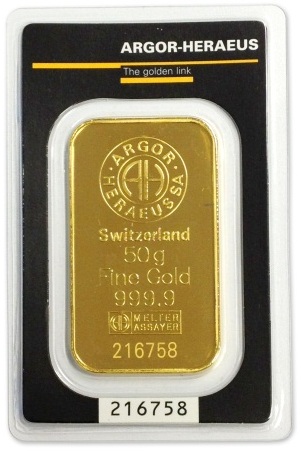 ARGOR-HERAEUS
The golden link
ARGOR
AH
HERAEUS SA
Switzerland
50 g
Fine Gold
999.9
MELTER
ASSAYER
216758
216758